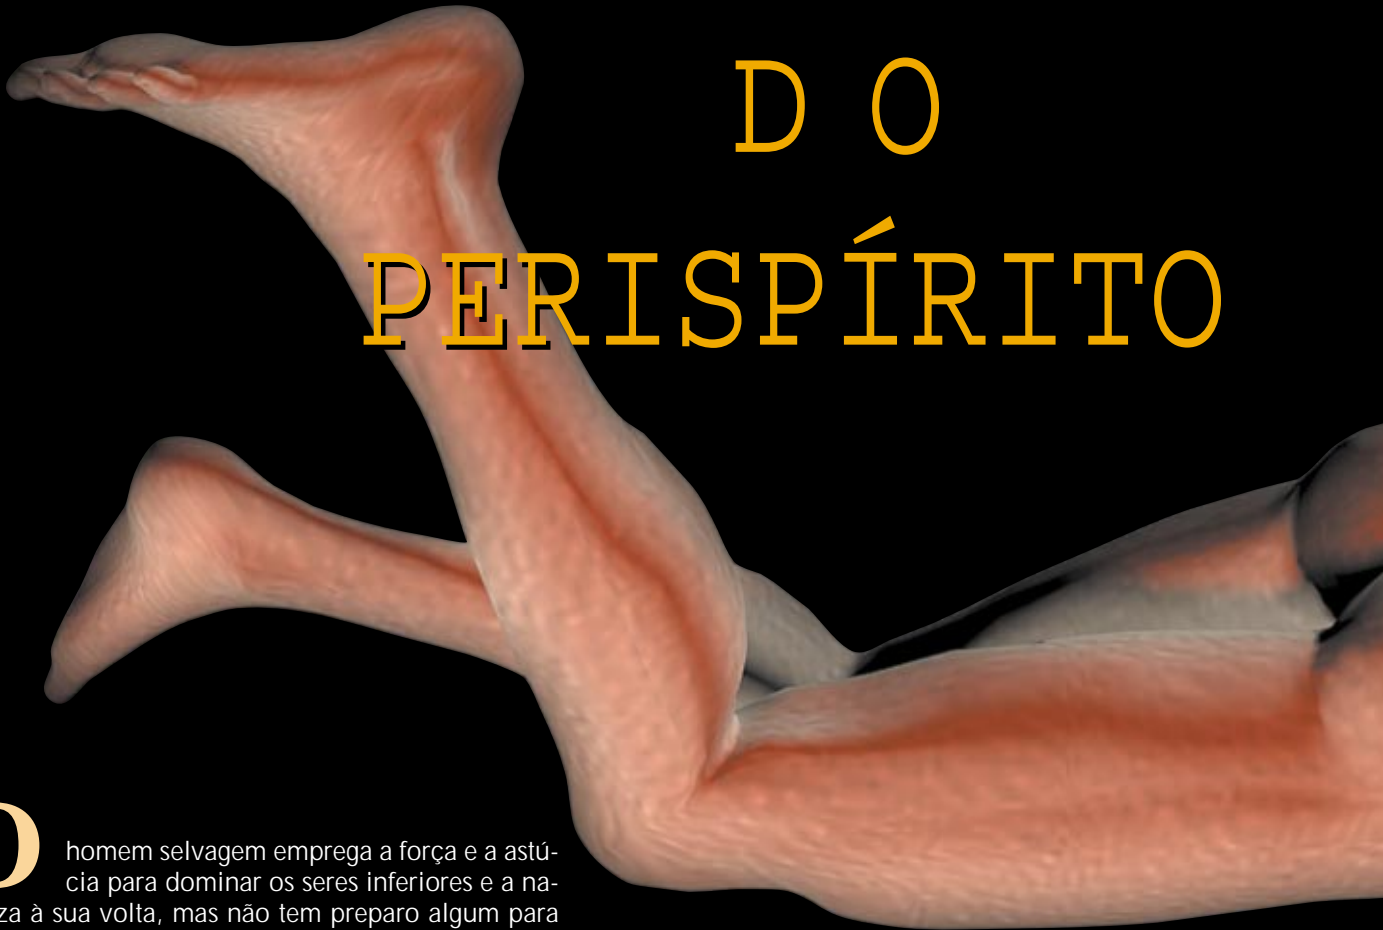 DO
PERISPÍRITO
O homem selvagem emprega a força e a astú-
cia para dominar os seres inferiores e a na-
za à sua volta, mas não tem preparo algum para